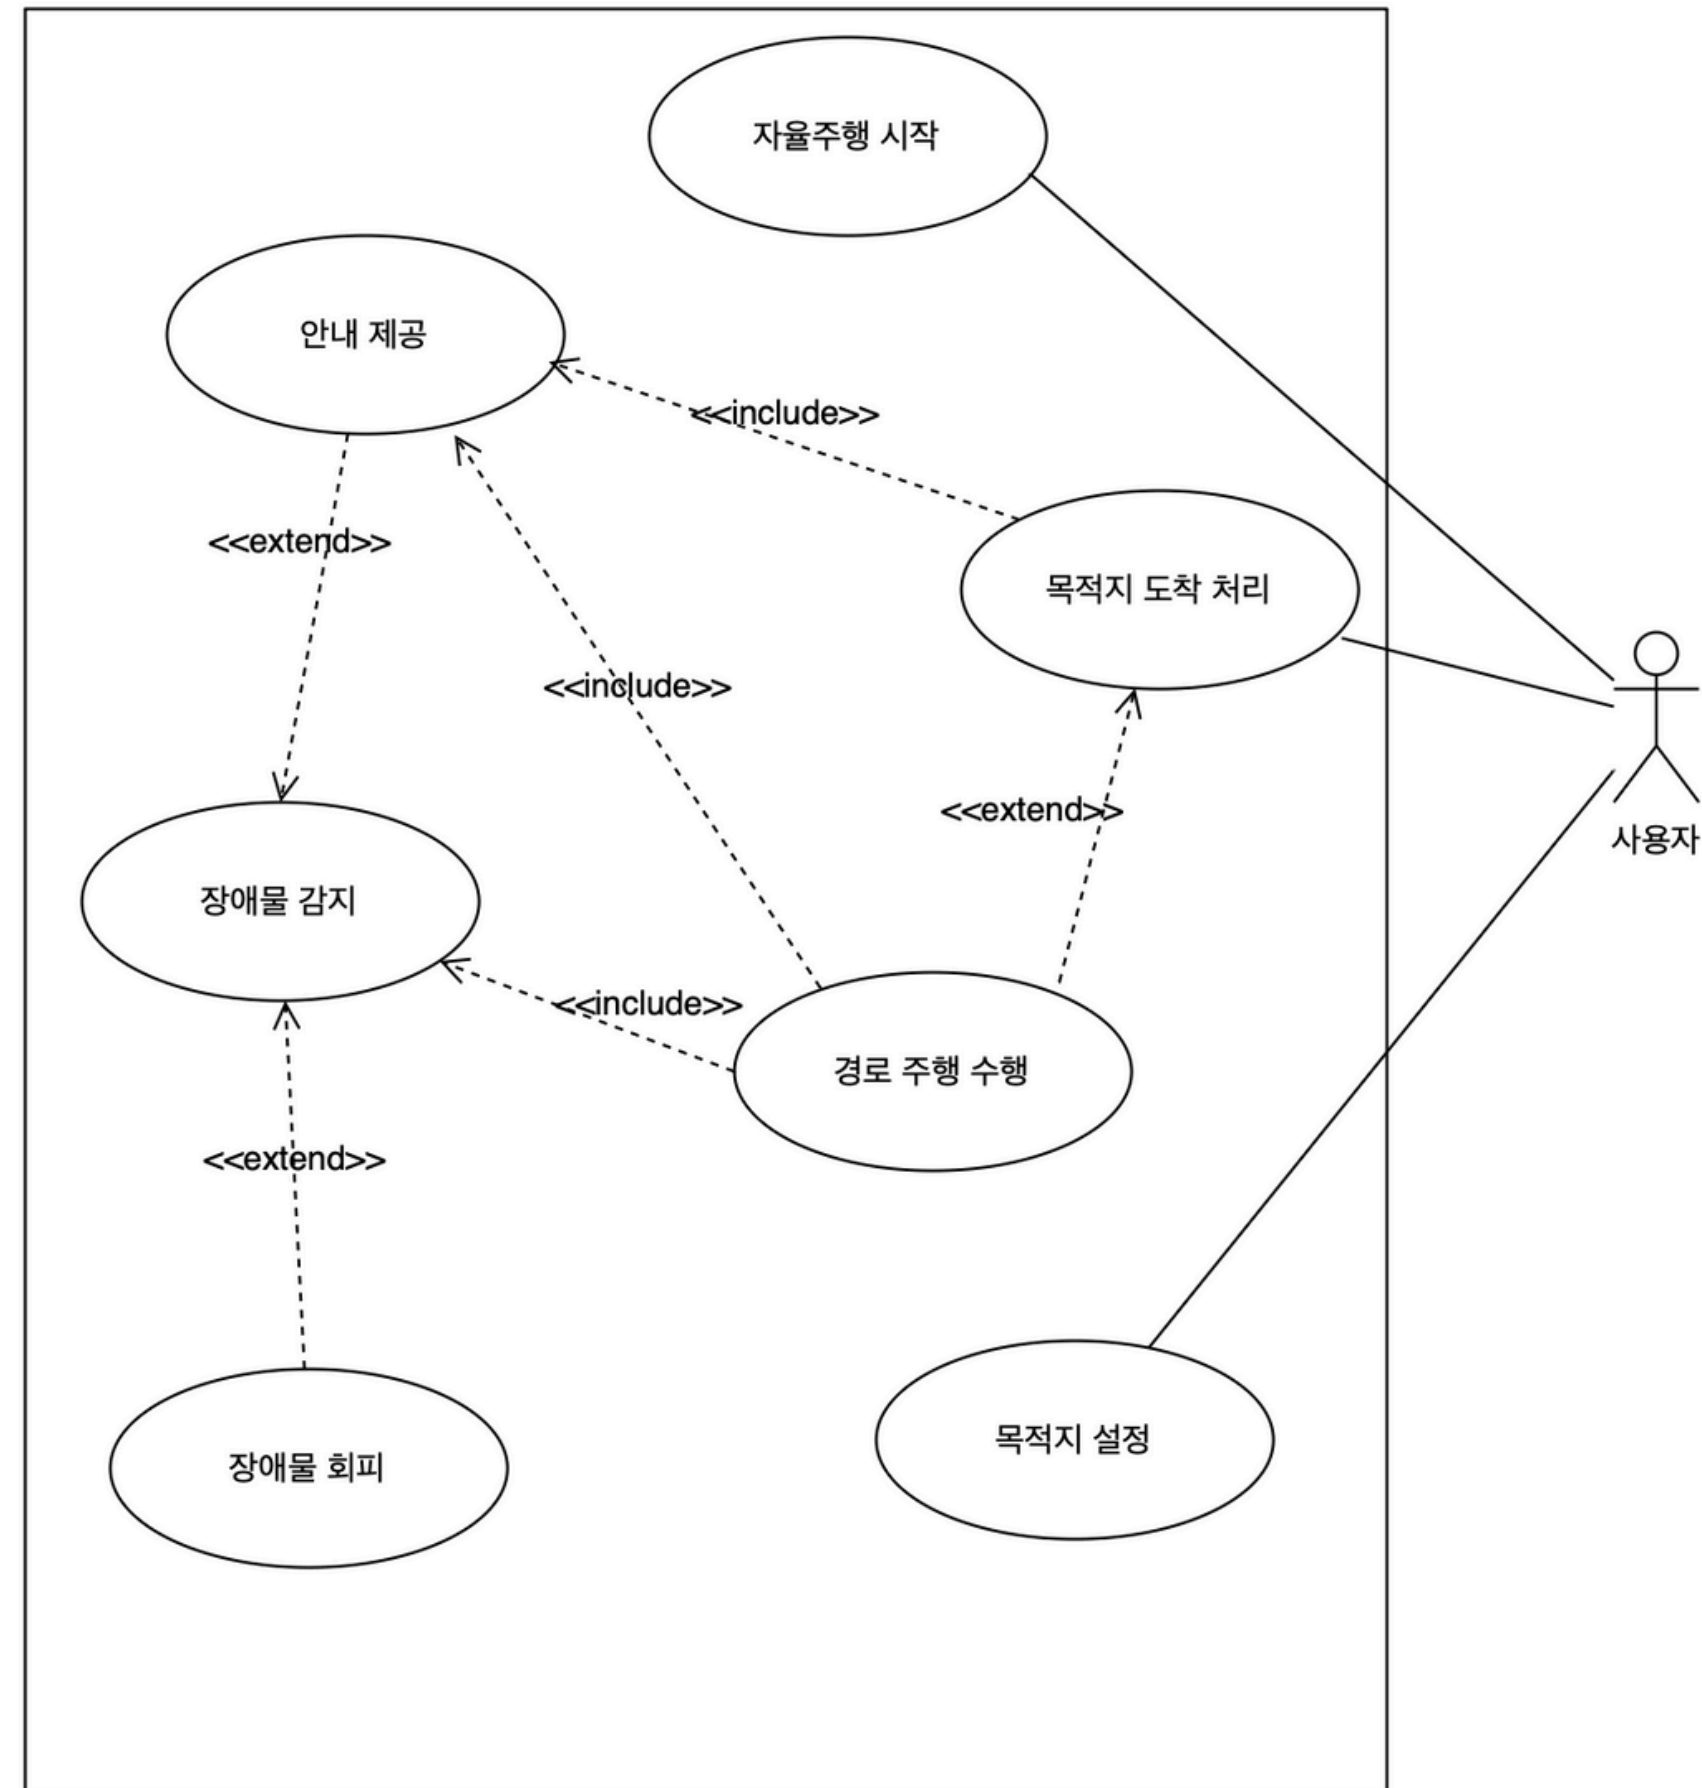 자율주행 시작
안내 제공
<<include>>
<<extend>>
목적지 도착 처리
<<include>>
<<extend>>
사용자
장애물 감지
<<include>>
경로 주행 수행
<<extend>>
목적지 설정
장애물 회피